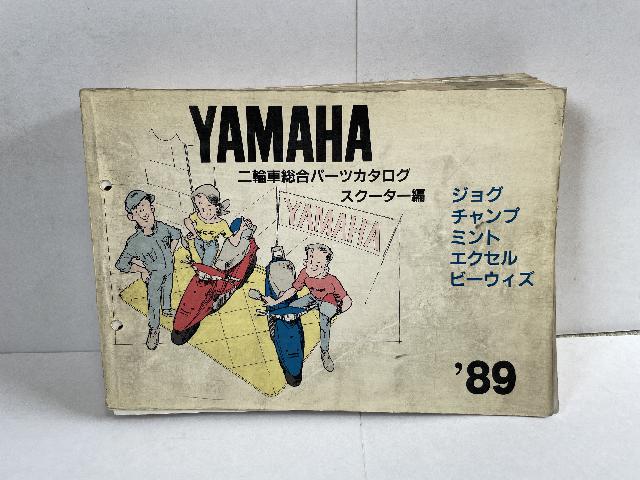 YAMAHA
二輪車総合パーツカタログ
スクーター編
ジョグ
チャンプ
ミント
エクセル
ビーウィズ
YAMAHA
'89